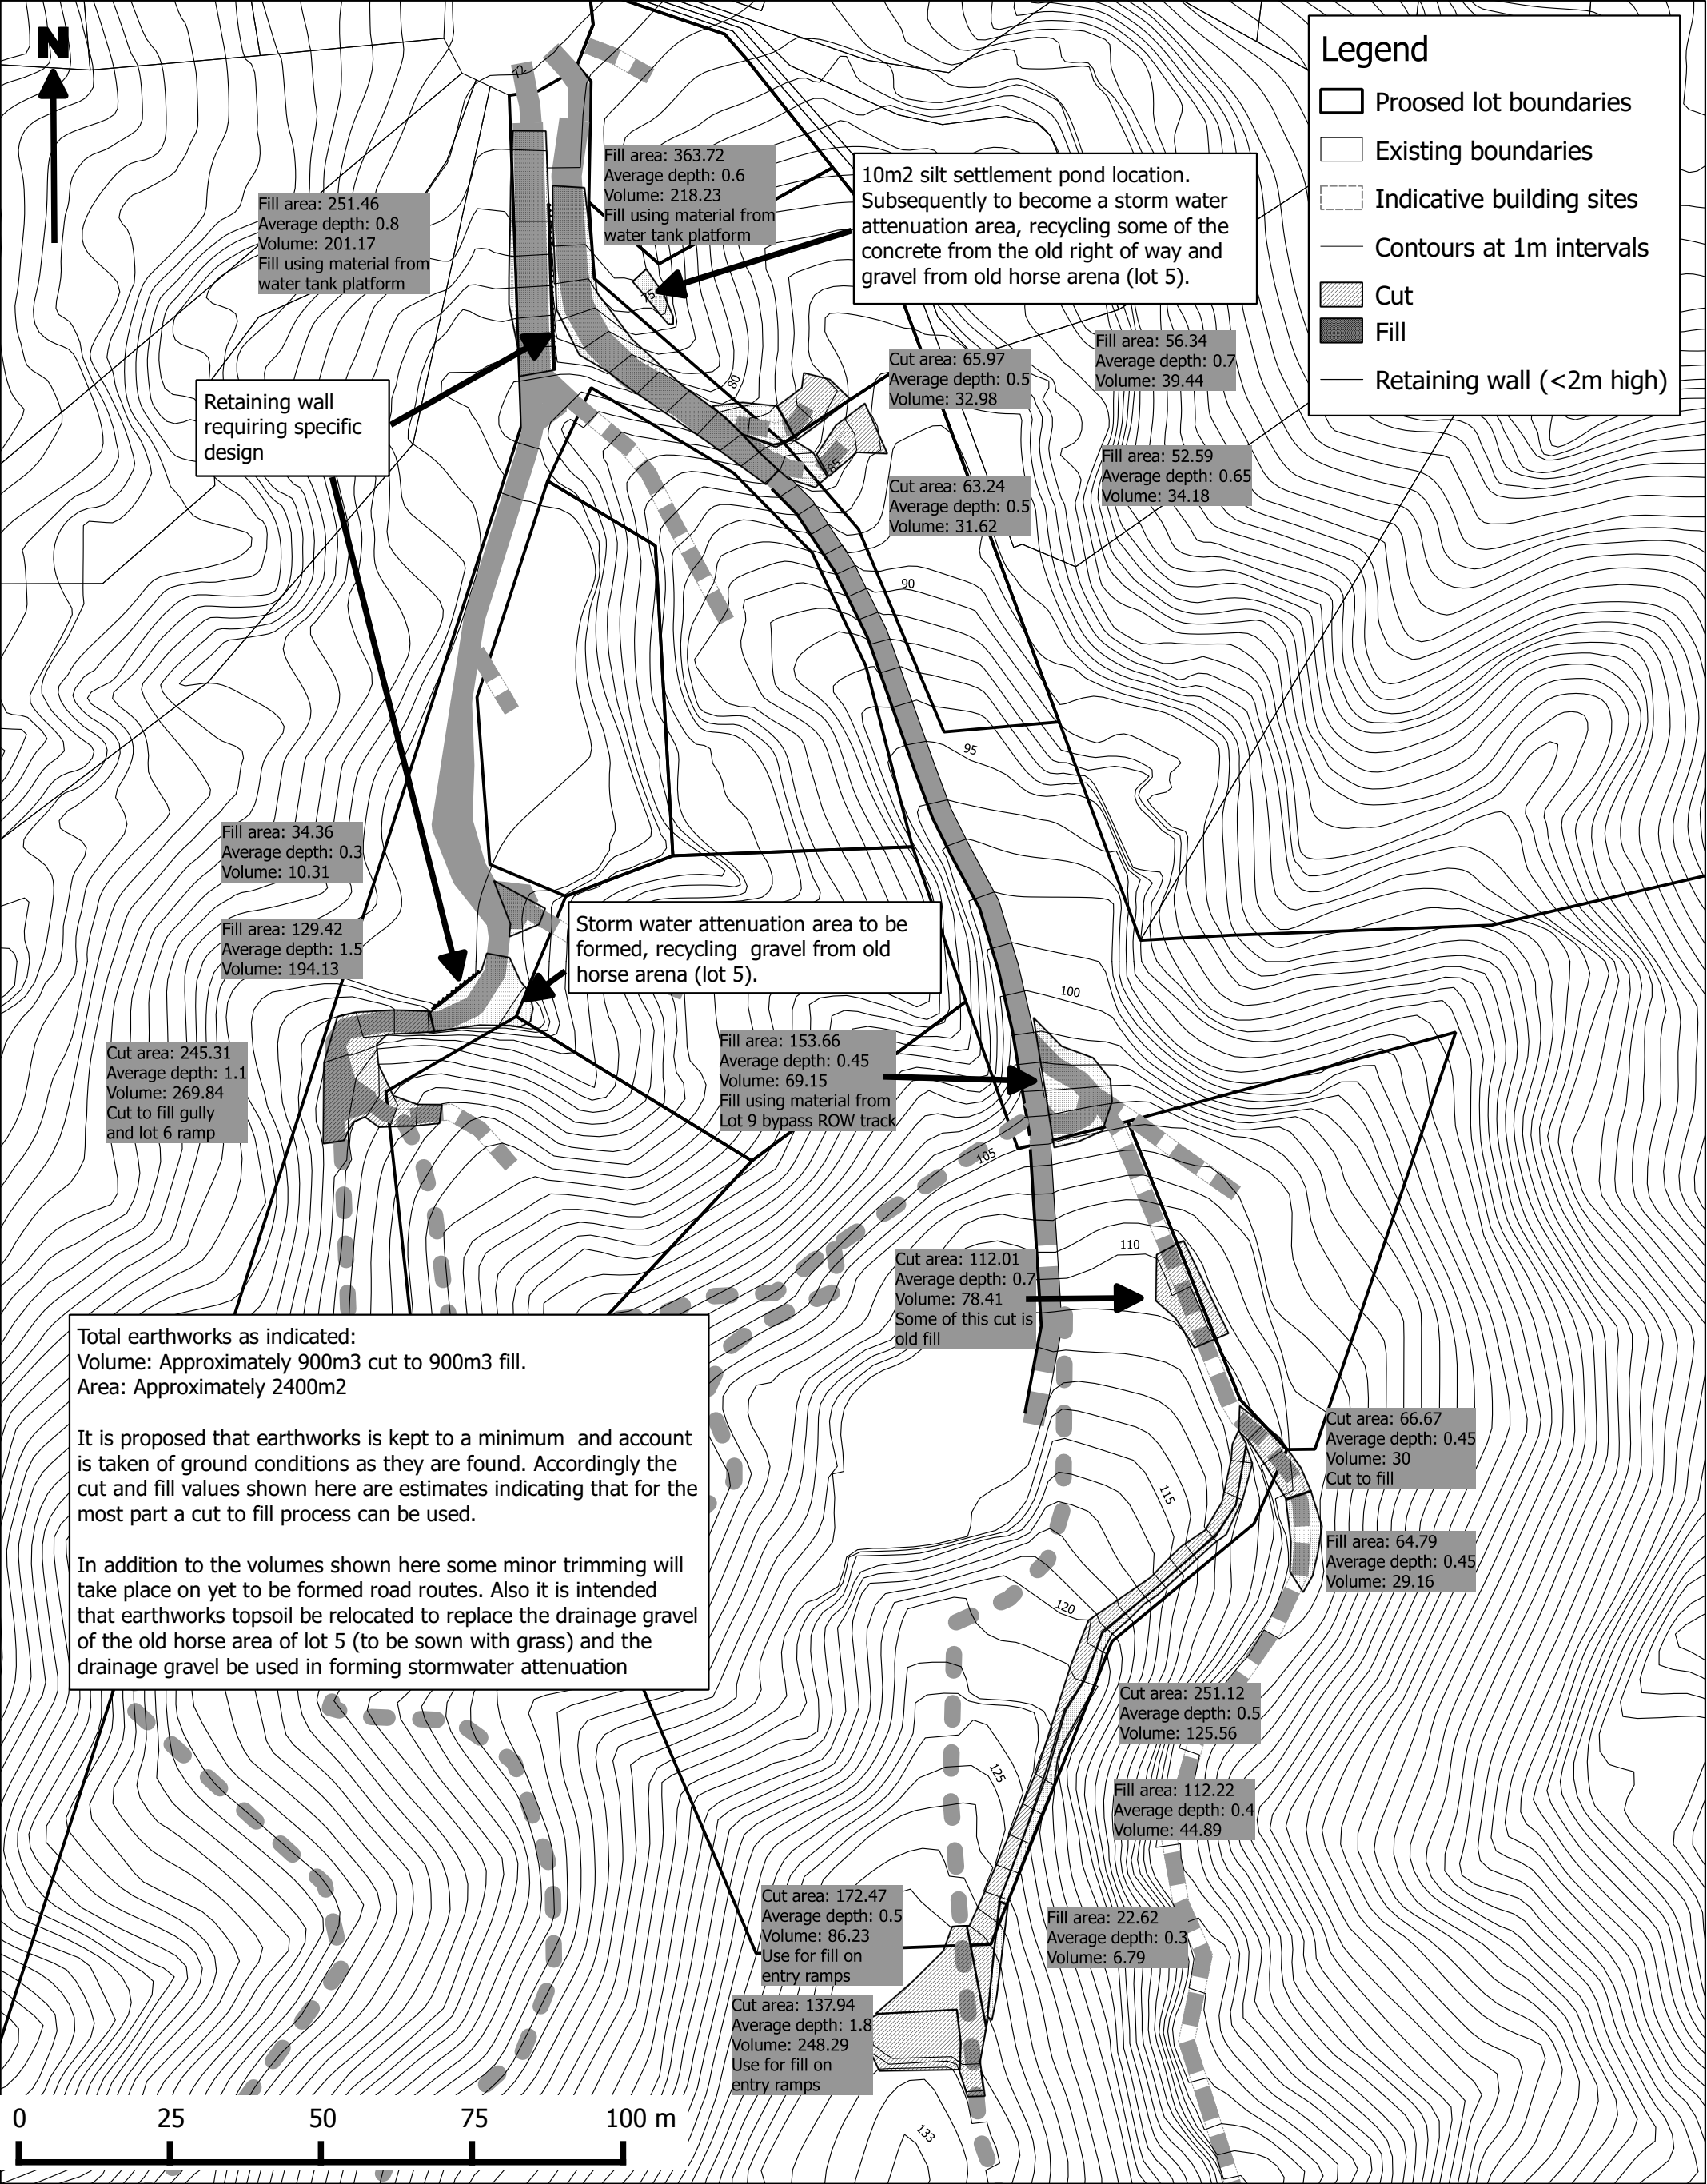 N
Legend
Proosed lot boundaries
Existing boundaries
Indicative building sites
Contours at 1m intervals
Cut
Fill
Retaining wall (<2m high)
72
Fill area: 363.72
Average depth: 0.6
Volume: 218.23
Fill using material from
water tank platform
10m2 silt settlement pond location.
Subsequently to become a storm water
attenuation area, recycling some of the
concrete from the old right of way and
gravel from old horse arena (lot 5).
Fill area: 251.46
Average depth: 0.8
Volume: 201.17
Fill using material from
water tank platform
75
Fill area: 56.34
Average depth: 0.7
Volume: 39.44
Cut area: 65.97
Average depth: 0.5
Volume: 32.98
80
Retaining wall
requiring specific
design
Fill area: 52.59
Average depth: 0.65
Volume: 34.18
85
Cut area: 63.24
Average depth: 0.5
Volume: 31.62
90
95
Fill area: 34.36
Average depth: 0.3
Volume: 10.31
Fill area: 129.42
Average depth: 1.5
Volume: 194.13
Storm water attenuation area to be
formed, recycling  gravel from old
horse arena (lot 5).
100
Cut area: 245.31
Average depth: 1.1
Volume: 269.84
Cut to fill gully
and lot 6 ramp
Fill area: 153.66
Average depth: 0.45
Volume: 69.15
Fill using material from
Lot 9 bypass ROW track
105
110
Cut area: 112.01
Average depth: 0.7
Volume: 78.41
Some of this cut is
old fill
Total earthworks as indicated:
Volume: Approximately 900m3 cut to 900m3 fill.
Area: Approximately 2400m2
It is proposed that earthworks is kept to a minimum  and account
is taken of ground conditions as they are found. Accordingly the
cut and fill values shown here are estimates indicating that for the
most part a cut to fill process can be used.
In addition to the volumes shown here some minor trimming will
take place on yet to be formed road routes. Also it is intended
that earthworks topsoil be relocated to replace the drainage gravel
of the old horse area of lot 5 (to be sown with grass) and the
drainage gravel be used in forming stormwater attenuation
Cut area: 66.67
Average depth: 0.45
Volume: 30
Cut to fill
115
Fill area: 64.79
Average depth: 0.45
Volume: 29.16
120
Cut area: 251.12
Average depth: 0.5
Volume: 125.56
125
Fill area: 112.22
Average depth: 0.4
Volume: 44.89
Cut area: 172.47
Average depth: 0.5
Volume: 86.23
Use for fill on
entry ramps
Fill area: 22.62
Average depth: 0.3
Volume: 6.79
Cut area: 137.94
Average depth: 1.8
Volume: 248.29
Use for fill on
entry ramps
133
0 25 50 75 100 m